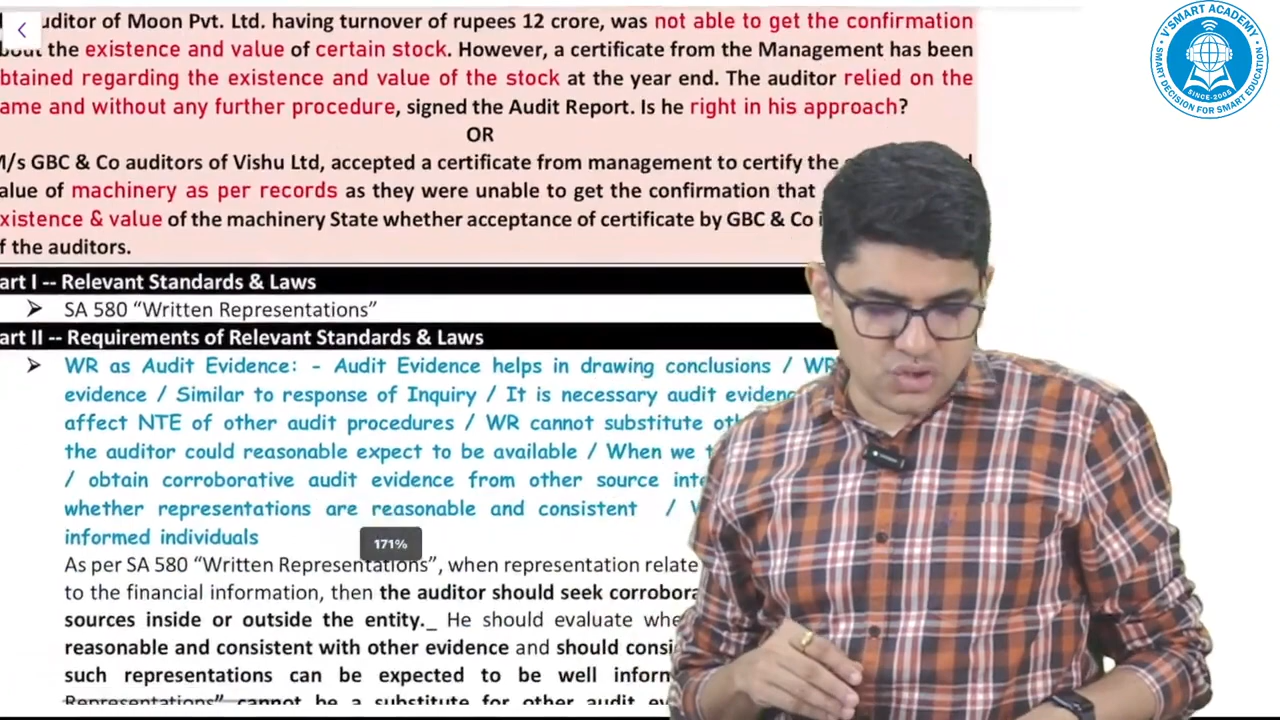 uditor of Moon Pvt. Ltd. having turnover of rupees 12 crore, was not able to get the confirmation
the existence and value of certain stock. However, a certificate from the Management has been
btained regarding the existence and value of the stock at the year end. The auditor relied on the
ame and without any further procedure, signed the Audit Report. Is he right in his approach?
OR
M/s GBC & Co auditors of Vishu Ltd, accepted a certificate from management to certify the
alue of machinery as per records as they were unable to get the confirmation that
xistence & value of the machinery State whether acceptance of certificate by GBC & Co
f the auditors.
art I -- Relevant Standards & Laws
➤ SA 580 “Written Representations”
art II -- Requirements of Relevant Standards & Laws
➤ WR as Audit Evidence: - Audit Evidence helps in drawing conclusions / WR
evidence / Similar to response of Inquiry / It is necessary audit evidenc
affect NTE of other audit procedures / WR cannot substitute
the auditor could reasonable expect to be available / When we
/ obtain corroborative audit evidence from other source
whether representations are reasonable and consistent /
informed individuals
171%
As per SA 580 “Written Representations”, when representation relate
to the financial information, then the auditor should seek corrobora
sources inside or outside the entity._ He should evaluate
reasonable and consistent with other evidence and should consi
such representations can be expected to be well inform
Representations” cannot be a substitute for other audit
V'SMART ACADEMY
SINCE-2005
SMART DECISION FOR SMART EDUCATION